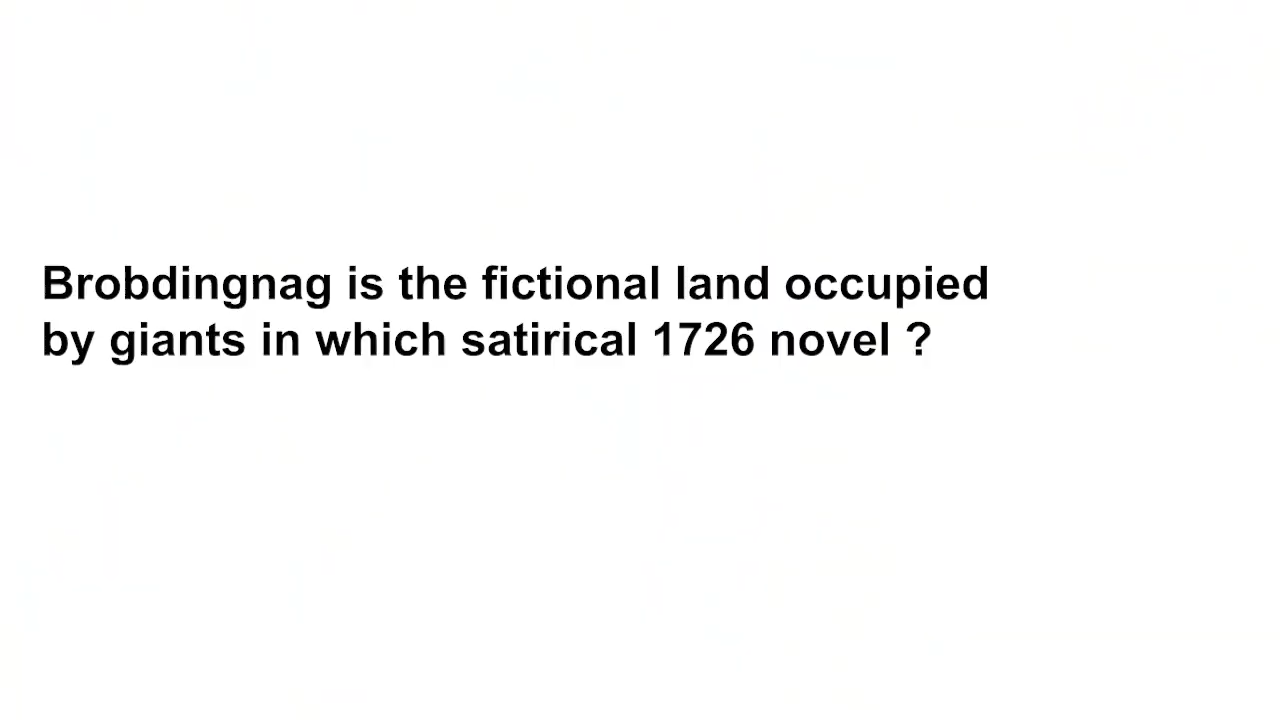 Brobdingnag is the fictional land occupied
by giants in which satirical 1726 novel ?